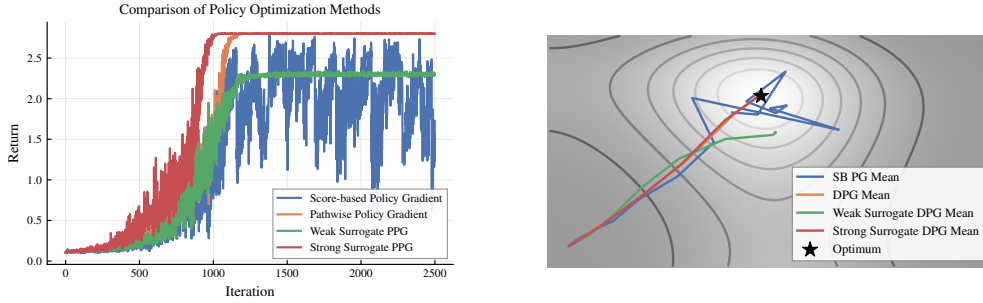 Comparison of Policy Optimization Methods
Return
2.5
2.0
1.5
1.0
0.5
0.0
0
500
1000
1500
2000
2500
Iteration
Score-based Policy Gradient
Pathwise Policy Gradient
Weak Surrogate PPG
Strong Surrogate PPG
SB PG Mean
DPG Mean
Weak Surrogate DPG Mean
Strong Surrogate DPG Mean
Optimum